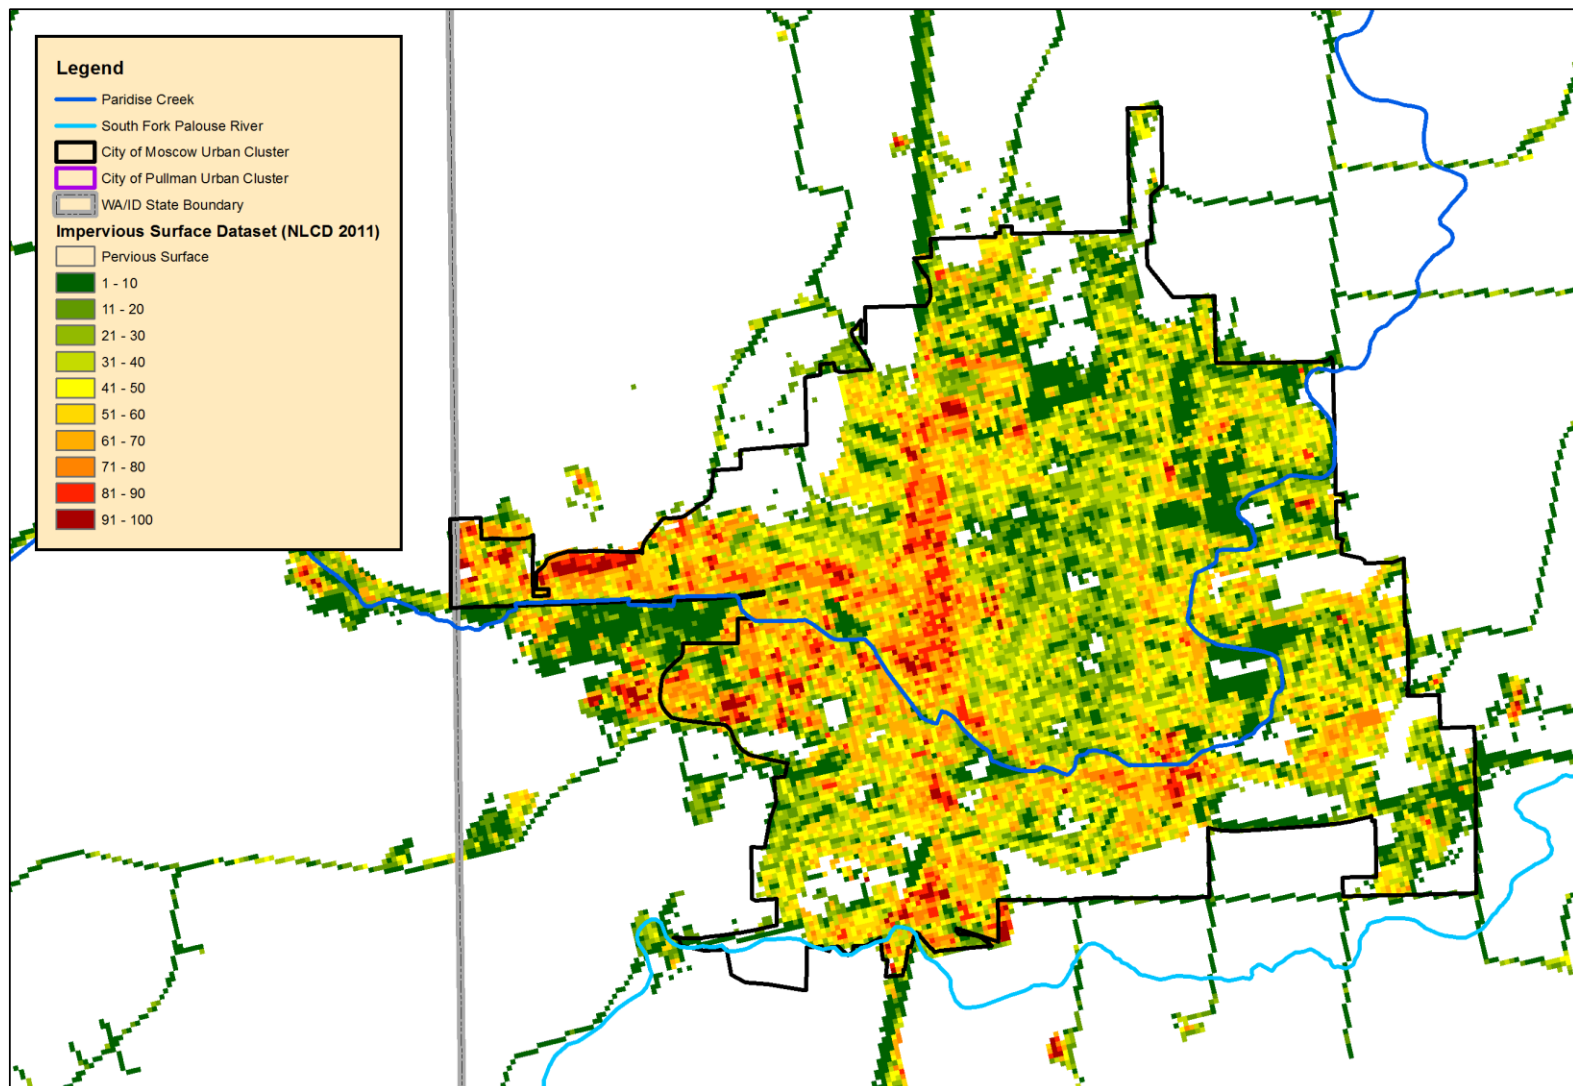 Legend
Paridise Creek
South Fork Palouse River
City of Moscow Urban Cluster
City of Pullman Urban Cluster
WA/ID State Boundary
Impervious Surface Dataset (NLCD 2011)
Pervious Surface
1 - 10
11 - 20
21 - 30
31 - 40
41 - 50
51 - 60
61 - 70
71 - 80
81 - 90
91 - 100